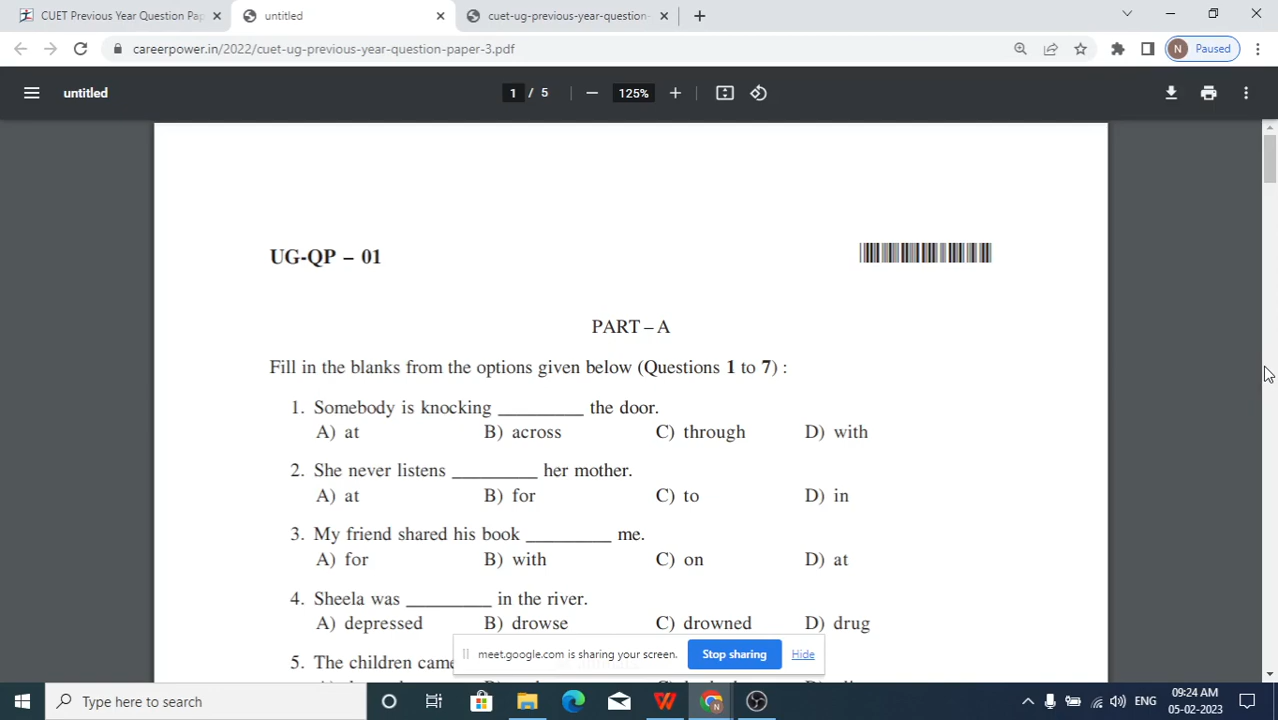 CUET Previous Year Question Pap
untitled
cuet-ug-previous-year-question-
careerpower.in/2022/cuet-ug-previous-year-question-paper-3.pdf
N Paused
untitled
1 / 5
125%
UG-QP – 01
PART – A
Fill in the blanks from the options given below (Questions 1 to 7) :
1. Somebody is knocking _________ the door.
A) at B) across C) through D) with
2. She never listens _________ her mother.
A) at B) for C) to D) in
3. My friend shared his book _________ me.
A) for B) with C) on D) at
4. Sheela was _________ in the river.
A) depressed B) drowse C) drowned D) drug
5. The children came
meet.google.com is sharing your screen.
Stop sharing
Hide
Type here to search
ENG
09:24 AM
05-02-2023